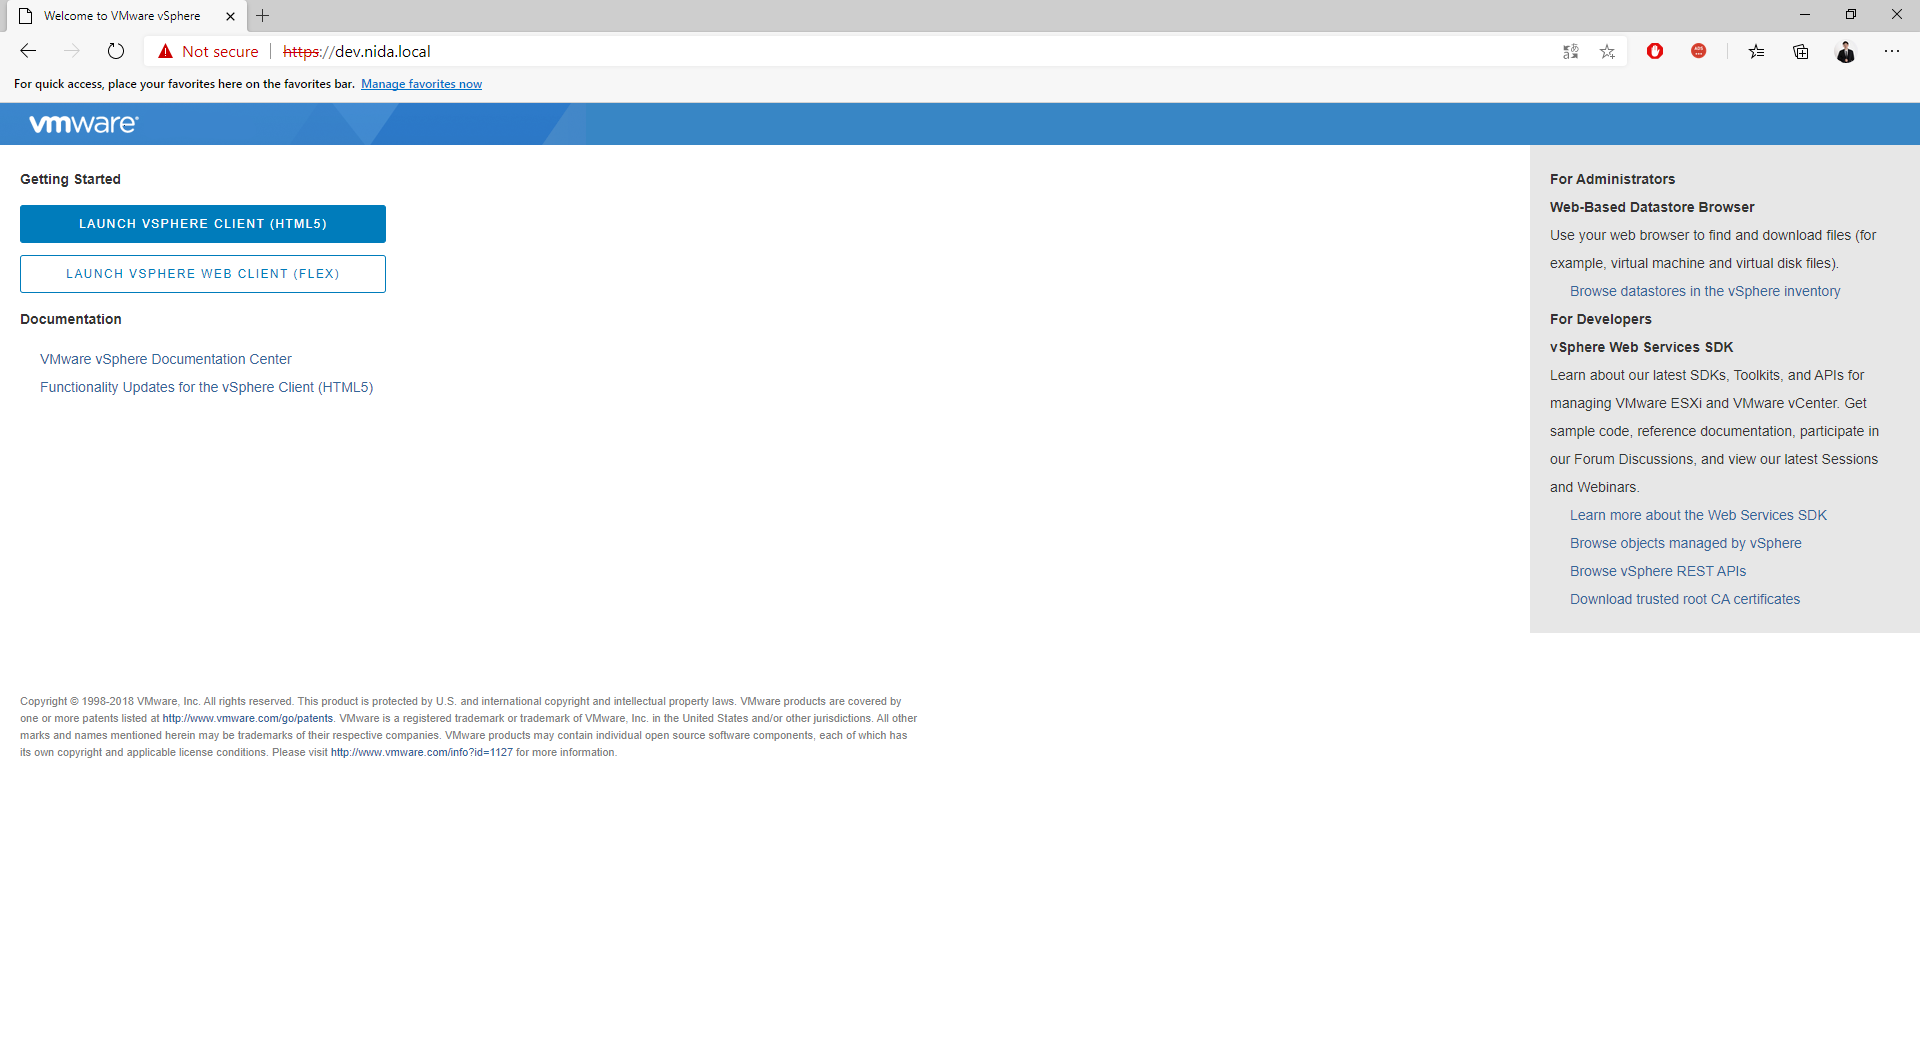 Welcome to VMware vSphere
Not secure https://dev.nida.local
For quick access, place your favorites here on the favorites bar. Manage favorites now
vmware
Getting Started
LAUNCH VSPHERE CLIENT (HTML5)
LAUNCH VSPHERE WEB CLIENT (FLEX)
Documentation
VMware vSphere Documentation Center
Functionality Updates for the vSphere Client (HTML5)
For Administrators
Web-Based Datastore Browser
Use your web browser to find and download files (for
example, virtual machine and virtual disk files).
Browse datastores in the vSphere inventory
For Developers
vSphere Web Services SDK
Learn about our latest SDKs, Toolkits, and APIs for
managing VMware ESXi and VMware vCenter. Get
sample code, reference documentation, participate in
our Forum Discussions, and view our latest Sessions
and Webinars.
Learn more about the Web Services SDK
Browse objects managed by vSphere
Browse vSphere REST APIs
Download trusted root CA certificates
Copyright © 1998-2018 VMware, Inc. All rights reserved. This product is protected by U.S. and international copyright and intellectual property laws. VMware products are covered by
one or more patents listed at http://www.vmware.com/go/patents. VMware is a registered trademark or trademark of VMware, Inc. in the United States and/or other jurisdictions. All other
marks and names mentioned herein may be trademarks of their respective companies. VMware products may contain individual open source software components, each of which has
its own copyright and applicable license conditions. Please visit http://www.vmware.com/info?id=1127 for more information.